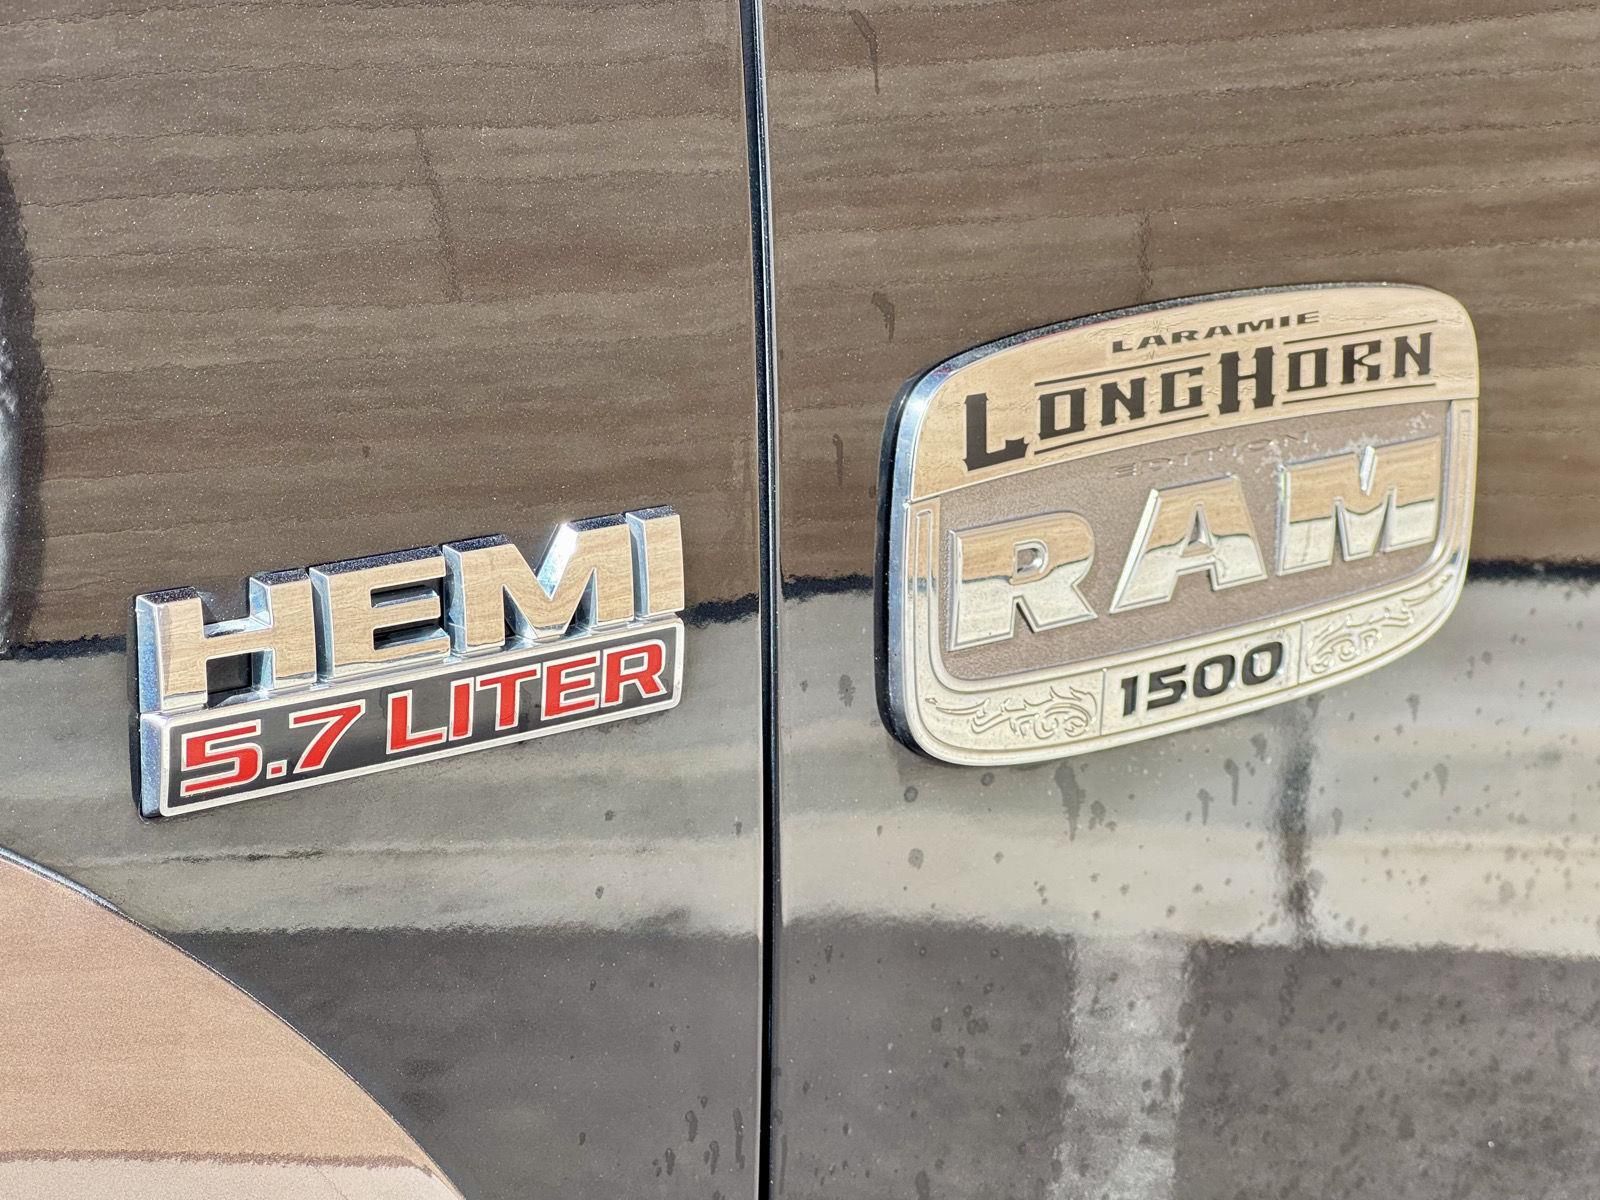 HEMI
5.7 LITER
LARAMIE
LONGHORN
EDITION
RAM
1500